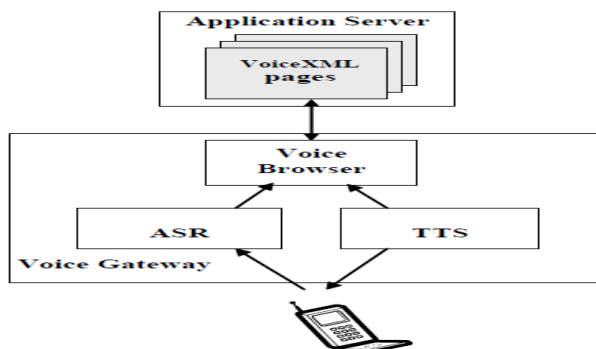 Application Server
VoiceXML
pages
Voice
Browser
ASR
TTS
Voice Gateway